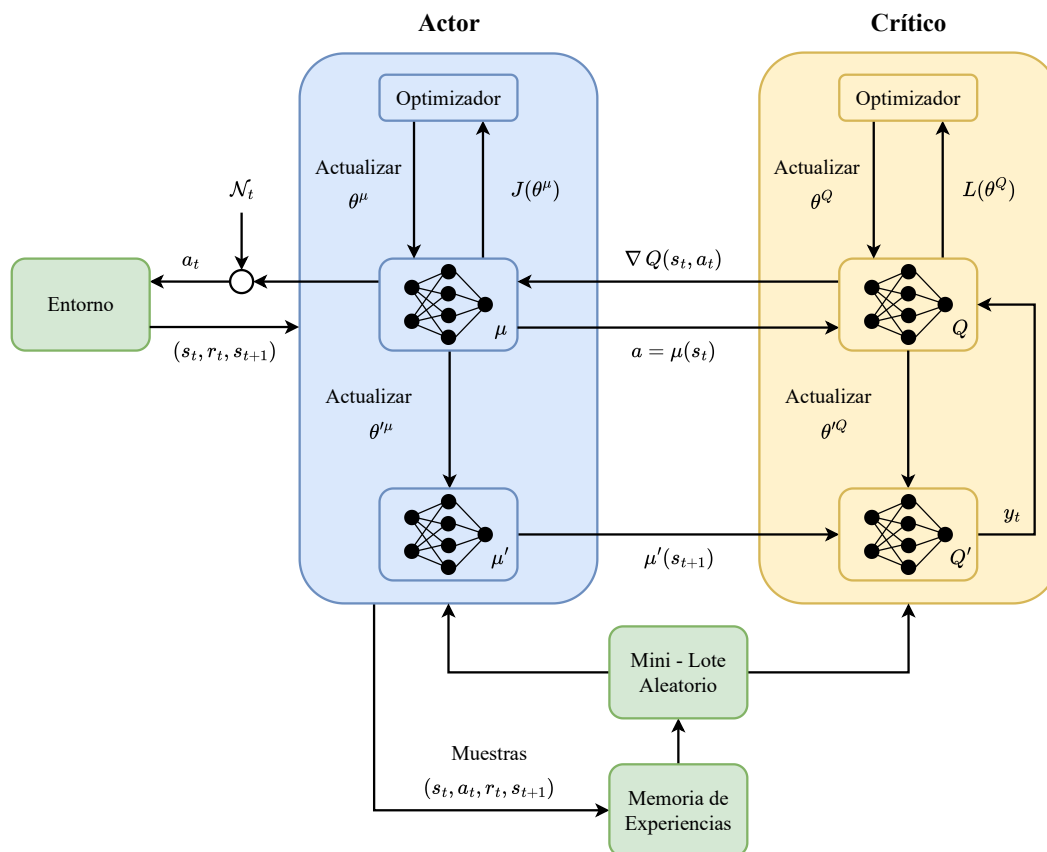 Actor
Crítico
Optimizador
Optimizador
Actualizar
θ^μ
J(θ^μ)
Actualizar
θ^Q
L(θ^Q)
𝒩_t
a_t
∇ Q(s_t, a_t)
Entorno
μ
Q
(s_t, r_t, s_{t+1})
a = μ(s_t)
Actualizar
θ'^μ
Actualizar
θ'^Q
y_t
μ'
Q'
μ'(s_{t+1})
Mini - Lote
Aleatorio
Muestras
(s_t, a_t, r_t, s_{t+1})
Memoria de
Experiencias